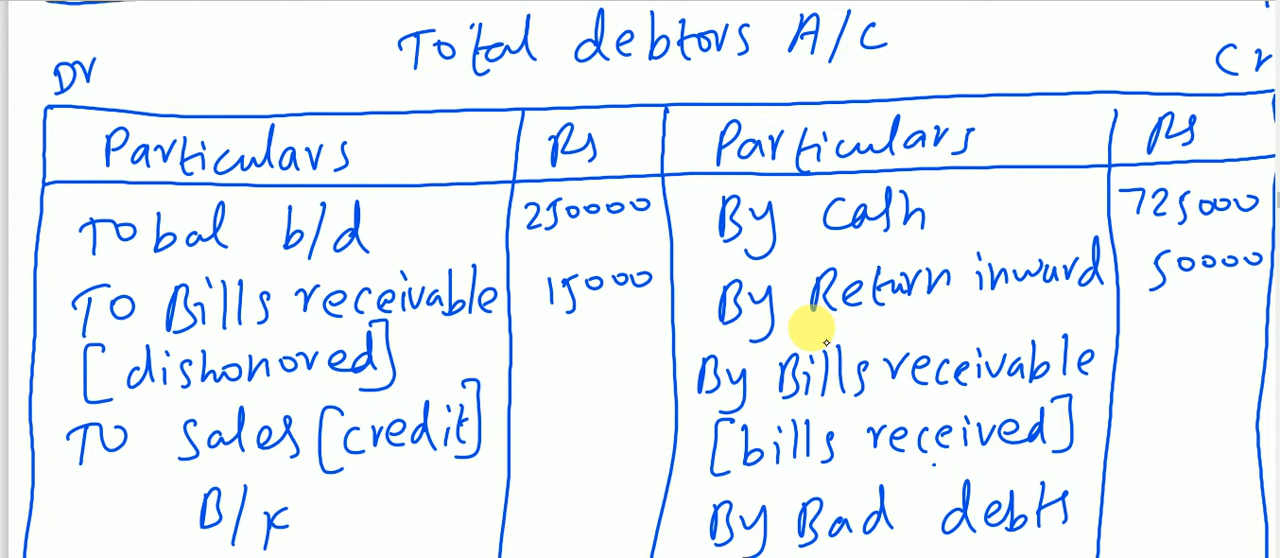 Total debtors A/C
Dr Cr
Particulars Rs Particulars Rs
To bal b/d 250000 By Cash 725000
To Bills receivable 15000 By Return inward 50000
[dishonored] By Bills receivable
To Sales [credit] [bills received]
B/F By Bad debts